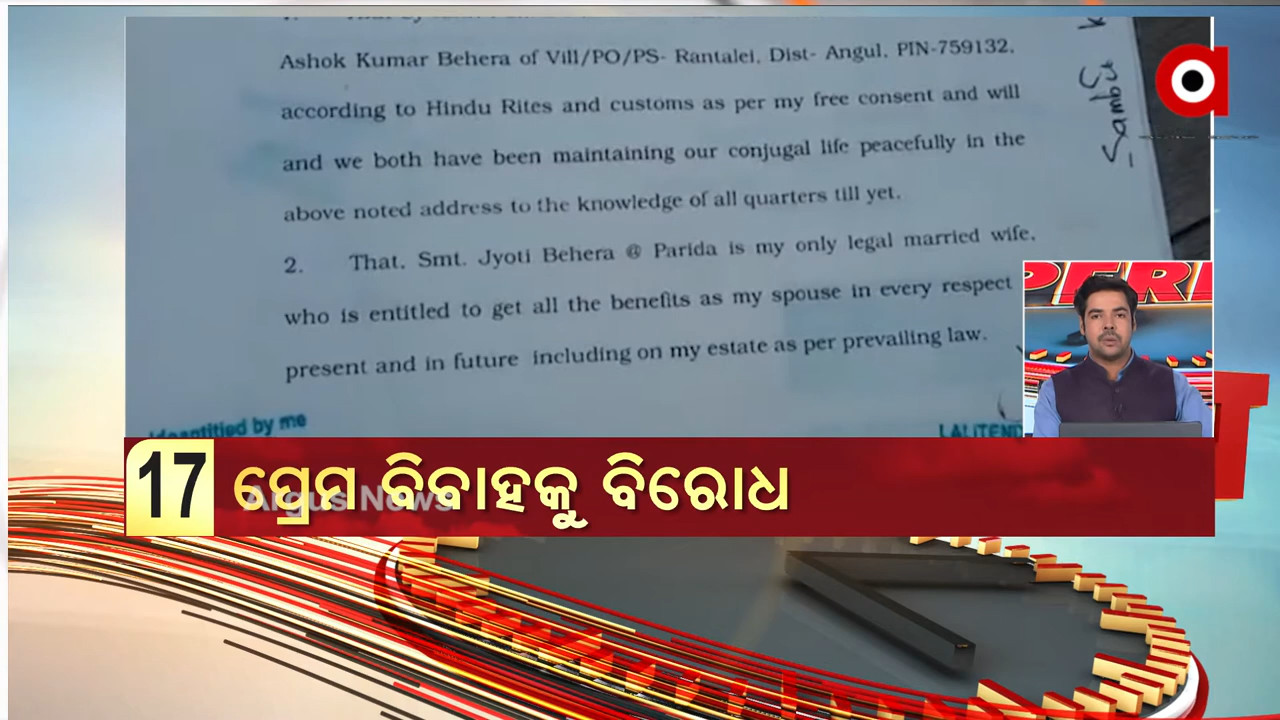 Ashok Kumar Behera of Vill/PO/PS- Rantalei, Dist- Angul, PIN-759132,
according to Hindu Rites and customs as per my free consent and will
and we both have been maintaining our conjugal life peacefully in the
above noted address to the knowledge of all quarters till yet.
2. That, Smt. Jyoti Behera @ Parida is my only legal married wife,
who is entitled to get all the benefits as my spouse in every respect
present and in future including on my estate as per prevailing law.
by me
17 ପ୍ରେମ ବିବାହକୁ ବିରୋଧ
Argus News